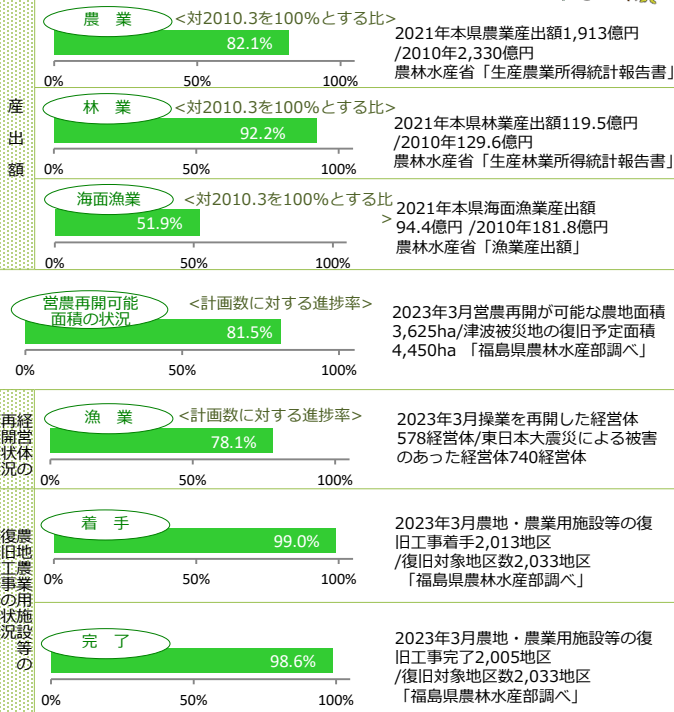 産出額
農　業
<対2010.3を100%とする比>
82.1%
0% 50% 100%
2021年本県農業産出額1,913億円
/2010年2,330億円
農林水産省「生産農業所得統計報告書」
林　業
<対2010.3を100%とする比>
92.2%
0% 50% 100%
2021年本県林業産出額119.5億円
/2010年129.6億円
農林水産省「生産林業所得統計報告書」
海面漁業
<対2010.3を100%とする比
>
51.9%
0% 50% 100%
2021年本県海面漁業産出額
94.4億円 /2010年181.8億円
農林水産省「漁業産出額」
営農再開可能
面積の状況
<計画数に対する進捗率>
81.5%
0% 50% 100%
2023年3月営農再開が可能な農地面積
3,625ha/津波被災地の復旧予定面積
4,450ha 「福島県農林水産部調べ」
経営体の
再開状況
漁　業
<計画数に対する進捗率>
78.1%
0% 50% 100%
2023年3月操業を再開した経営体
578経営体/東日本大震災による被害
のあった経営体740経営体
農地農業用施設等の
復旧工事の状況
着　手
99.0%
0% 50% 100%
2023年3月農地・農業用施設等の復
旧工事着手2,013地区
/復旧対象地区数2,033地区
「福島県農林水産部調べ」
完　了
98.6%
0% 50% 100%
2023年3月農地・農業用施設等の復
旧工事完了2,005地区
/復旧対象地区数2,033地区
「福島県農林水産部調べ」